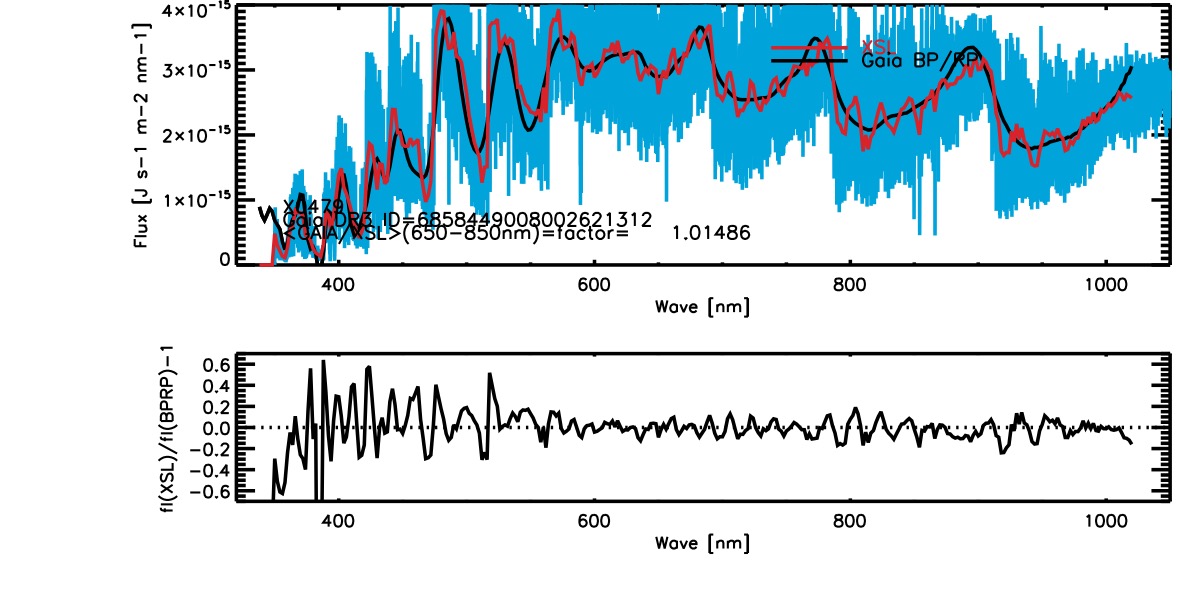 4×10−15
3×10−15
2×10−15
1×10−15
0
Flux [J s−1 m−2 nm−1]
XSL
Gaia BP/RP
X0479
Gaia DR3 ID=6858449008002621312
<GAIA/XSL>(650−850nm)=factor= 1.01486
400 600 800 1000
Wave [nm]
0.6
0.4
0.2
0.0
−0.2
−0.4
−0.6
fl(XSL)/fl(BPRP)−1
400 600 800 1000
Wave [nm]